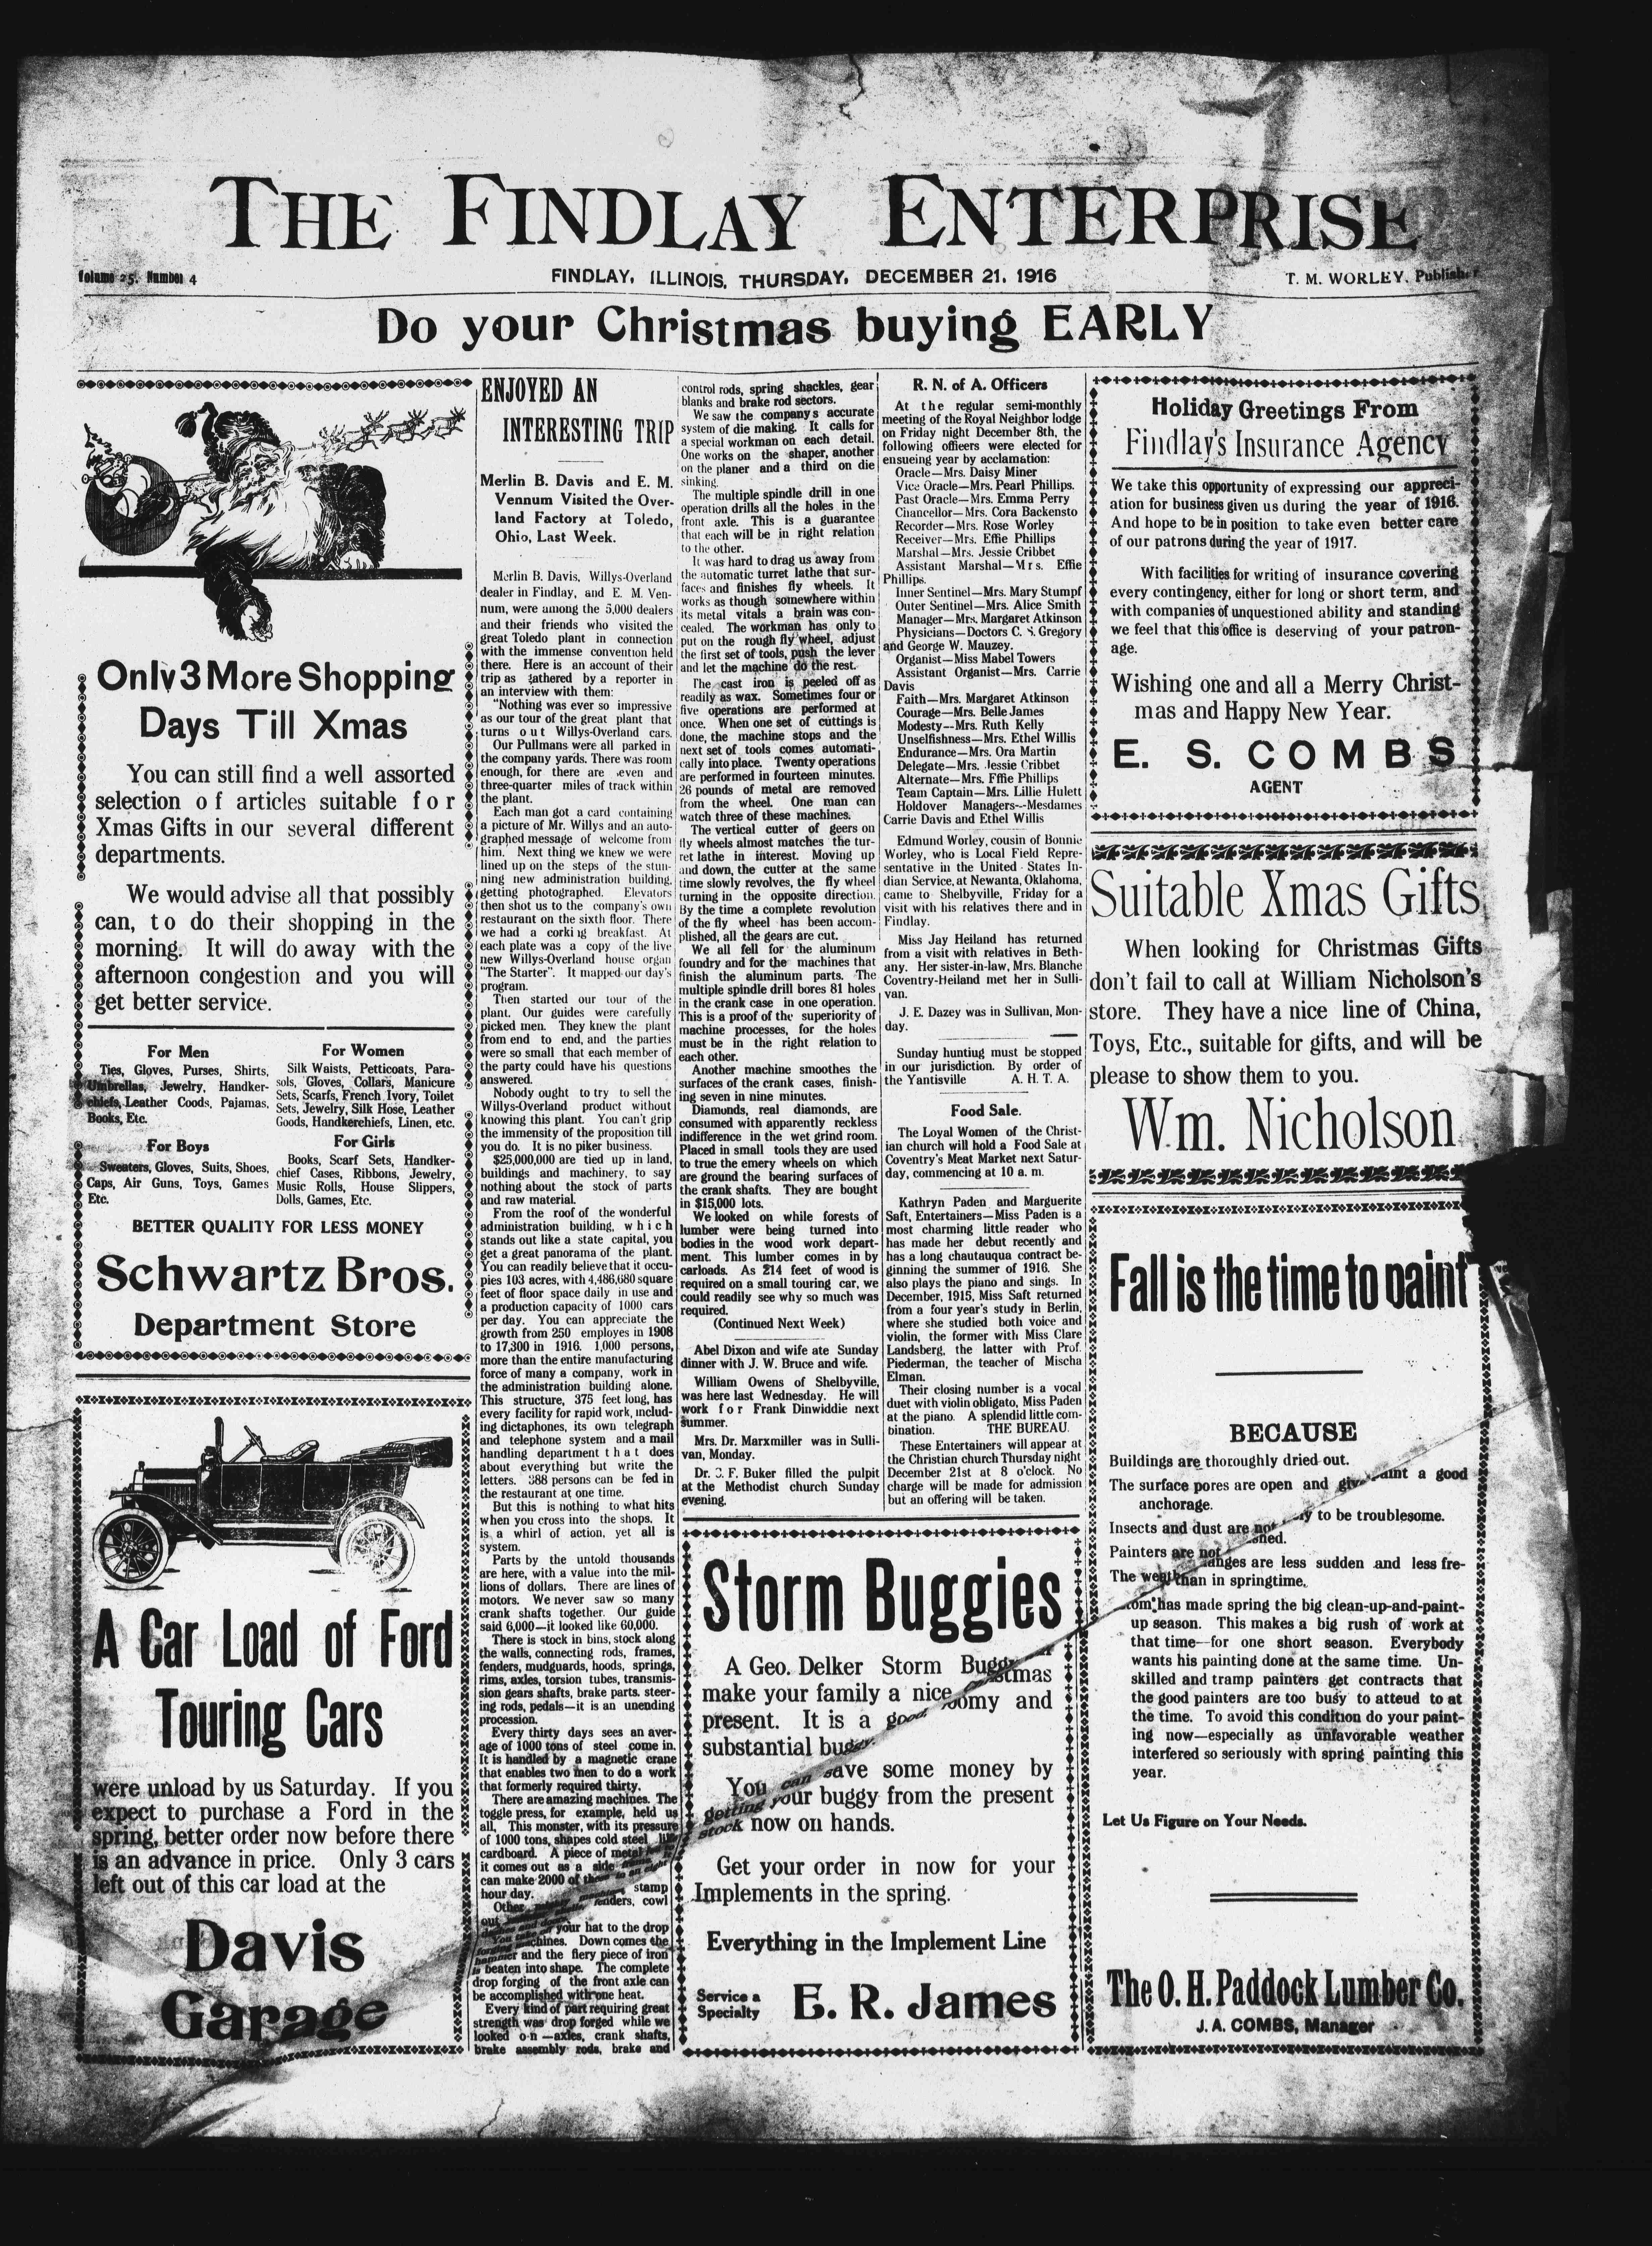 THE FINDLAY ENTERPRISE
Volume 25. Number 4
FINDLAY, ILLINOIS, THURSDAY, DECEMBER 21, 1916
T. M. WORLEY, Publisher
Do your Christmas buying EARLY
Only 3 More Shopping
Days Till Xmas
You can still find a well assorted
selection of articles suitable for
Xmas Gifts in our several different
departments.
We would advise all that possibly
can, to do their shopping in the
morning. It will do away with the
afternoon congestion and you will
get better service.
For Men
Ties, Gloves, Purses, Shirts,
Umbrellas, Jewelry, Handker-
chiefs, Leather Coods, Pajamas,
Books, Etc.
For Women
Silk Waists, Petticoats, Para-
sols, Gloves, Collars, Manicure
Sets, Scarfs, French Ivory, Toilet
Sets, Jewelry, Silk Hose, Leather
Goods, Handkerchiefs, Linen, etc.
For Boys
Sweaters, Gloves, Suits, Shoes,
Caps, Air Guns, Toys, Games
Etc.
For Girls
Books, Scarf Sets, Handker-
chief Cases, Ribbons, Jewelry,
Music Rolls, House Slippers,
Dolls, Games, Etc.
BETTER QUALITY FOR LESS MONEY
Schwartz Bros.
Department Store
A Car Load of Ford
Touring Cars
were unload by us Saturday. If you
expect to purchase a Ford in the
spring, better order now before there
is an advance in price. Only 3 cars
left out of this car load at the
Davis
Garage
ENJOYED AN
INTERESTING TRIP
Merlin B. Davis and E. M.
Vennum Visited the Over-
land Factory at Toledo,
Ohio, Last Week.
Merlin B. Davis, Willys-Overland
dealer in Findlay, and E. M. Ven-
num, were among the 5,000 dealers
and their friends who visited the
great Toledo plant in connection
with the immense convention held
there. Here is an account of their
trip as gathered by a reporter in
an interview with them:
"Nothing was ever so impressive
as our tour of the great plant that
turns out Willys-Overland cars.
Our Pullmans were all parked in
the company yards. There was room
enough, for there are seven and
three-quarter miles of track within
the plant.
Each man got a card containing
a picture of Mr. Willys and an auto-
graphed message of welcome from
him. Next thing we knew we were
lined up on the steps of the stun-
ning new administration building,
getting photographed. Elevators
then shot us to the company's own
restaurant on the sixth floor. There
we had a corking breakfast. At
each plate was a copy of the live
new Willys-Overland house organ
"The Starter". It mapped our day's
program.
Then started our tour of the
plant. Our guides were carefully
picked men. They knew the plant
from end to end, and the parties
were so small that each member of
the party could have his questions
answered.
Nobody ought to try to sell the
Willys-Overland product without
knowing this plant. You can't grip
the immensity of the proposition till
you do. It is no piker business.
$25,000,000 are tied up in land,
buildings and machinery, to say
nothing about the stock of parts
and raw material.
From the roof of the wonderful
administration building, which
stands out like a state capital, you
get a great panorama of the plant.
You can readily believe that it occu-
pies 103 acres, with 4,486,680 square
feet of floor space daily in use and
a production capacity of 1000 cars
per day. You can appreciate the
growth from 250 employes in 1908
to 17,300 in 1916. 1,000 persons,
more than the entire manufacturing
force of many a company, work in
the administration building alone.
This structure, 375 feet long, has
every facility for rapid work, includ-
ing dictaphones, its own telegraph
and telephone system and a mail
handling department that does
about everything but write the
letters. 388 persons can be fed in
the restaurant at one time.
But this is nothing to what hits
when you cross into the shops. It
is a whirl of action, yet all is
system.
Parts by the untold thousands
are here, with a value into the mil-
lions of dollars. There are lines of
motors. We never saw so many
crank shafts together. Our guide
said 6,000—it looked like 60,000.
There is stock in bins, stock along
the walls, connecting rods, frames,
fenders, mudguards, hoods, springs,
rims, axles, torsion tubes, transmis-
sion gears shafts, brake parts, steer-
ing rods, pedals—it is an unending
procession.
Every thirty days sees an aver-
age of 1000 tons of steel come in.
It is handled by a magnetic crane
that enables two men to do a work
that formerly required thirty.
There are amazing machines. The
toggle press, for example, held us
all. This monster, with its pressure
of 1000 tons, shapes cold steel like
cardboard. A piece of metal
it comes out as a side frame.
can make 2000 of these in an eight
hour day.
Other stamp
out fenders, cowl
You take off your hat to the drop
forging machines. Down comes the
hammer and the fiery piece of iron
is beaten into shape. The complete
drop forging of the front axle can
be accomplished with one heat.
Every kind of part requiring great
strength was drop forged while we
looked on—axles, crank shafts,
brake assembly rods, brake and
control rods, spring shackles, gear
blanks and brake rod sectors.
We saw the company's accurate
system of die making. It calls for
a special workman on each detail.
One works on the shaper, another
on the planer and a third on die
sinking.
The multiple spindle drill in one
operation drills all the holes in the
front axle. This is a guarantee
that each will be in right relation
to the other.
It was hard to drag us away from
the automatic turret lathe that sur-
faces and finishes fly wheels. It
works as though somewhere within
its metal vitals a brain was con-
cealed. The workman has only to
put on the rough fly wheel, adjust
the first set of tools, push the lever
and let the machine do the rest.
The cast iron is peeled off as
readily as wax. Sometimes four or
five operations are performed at
once. When one set of cuttings is
done, the machine stops and the
next set of tools comes automati-
cally into place. Twenty operations
are performed in fourteen minutes.
26 pounds of metal are removed
from the wheel. One man can
watch three of these machines.
The vertical cutter of geers on
fly wheels almost matches the tur-
ret lathe in interest. Moving up
and down, the cutter at the same
time slowly revolves, the fly wheel
turning in the opposite direction.
By the time a complete revolution
of the fly wheel has been accom-
plished, all the gears are cut.
We all fell for the aluminum
foundry and for the machines that
finish the aluminum parts. The
multiple spindle drill bores 81 holes
in the crank case in one operation.
This is a proof of the superiority of
machine processes, for the holes
must be in the right relation to
each other.
Another machine smoothes the
surfaces of the crank cases, finish-
ing seven in nine minutes.
Diamonds, real diamonds, are
consumed with apparently reckless
indifference in the wet grind room.
Placed in small tools they are used
to true the emery wheels on which
are ground the bearing surfaces of
the crank shafts. They are bought
in $15,000 lots.
We looked on while forests of
lumber were being turned into
bodies in the wood work depart-
ment. This lumber comes in by
carloads. As 214 feet of wood is
required on a small touring car, we
could readily see why so much was
required.
(Continued Next Week)
Abel Dixon and wife ate Sunday
dinner with J. W. Bruce and wife.
William Owens of Shelbyville,
was here last Wednesday. He will
work for Frank Dinwiddie next
summer.
Mrs. Dr. Marxmiller was in Sulli-
van, Monday.
Dr. J. F. Buker filled the pulpit
at the Methodist church Sunday
evening.
R. N. of A. Officers
At the regular semi-monthly
meeting of the Royal Neighbor lodge
on Friday night December 8th, the
following officers were elected for
ensueing year by acclamation:
Oracle—Mrs. Daisy Miner
Vice Oracle—Mrs. Pearl Phillips.
Past Oracle—Mrs. Emma Perry
Chancellor—Mrs. Cora Backensto
Recorder—Mrs. Rose Worley
Receiver—Mrs. Effie Phillips
Marshal—Mrs. Jessie Cribbet
Assistant Marshal—Mrs. Effie
Phillips.
Inner Sentinel—Mrs. Mary Stumpf
Outer Sentinel—Mrs. Alice Smith
Manager—Mrs. Margaret Atkinson
Physicians—Doctors C. S. Gregory
and George W. Mauzey.
Organist—Miss Mabel Towers
Assistant Organist—Mrs. Carrie
Davis
Faith—Mrs. Margaret Atkinson
Courage—Mrs. Belle James
Modesty—Mrs. Ruth Kelly
Unselfishness—Mrs. Ethel Willis
Endurance—Mrs. Ora Martin
Delegate—Mrs. Jessie Cribbet
Alternate—Mrs. Fffie Phillips
Team Captain—Mrs. Lillie Hulett
Holdover Managers--Mesdames
Carrie Davis and Ethel Willis
Edmund Worley, cousin of Bonnie
Worley, who is Local Field Repre-
sentative in the United States In-
dian Service, at Newanta, Oklahoma,
came to Shelbyville, Friday for a
visit with his relatives there and in
Findlay.
Miss Jay Heiland has returned
from a visit with relatives in Beth-
any. Her sister-in-law, Mrs. Blanche
Coventry-Heiland met her in Sulli-
van.
J. E. Dazey was in Sullivan, Mon-
day.
Sunday huntiug must be stopped
in our jurisdiction. By order of
the Yantisville A. H. T. A.
Food Sale.
The Loyal Women of the Christ-
ian church will hold a Food Sale at
Coventry's Meat Market next Satur-
day, commencing at 10 a. m.
Kathryn Paden and Marguerite
Saft, Entertainers—Miss Paden is a
most charming little reader who
has made her debut recently and
has a long chautauqua contract be-
ginning the summer of 1916. She
also plays the piano and sings. In
December, 1915, Miss Saft returned
from a four year's study in Berlin,
where she studied both voice and
violin, the former with Miss Clare
Landsberg, the latter with Prof.
Piederman, the teacher of Mischa
Elman.
Their closing number is a vocal
duet with violin obligato, Miss Paden
at the piano. A splendid little com-
bination. THE BUREAU.
These Entertainers will appear at
the Christian church Thursday night
December 21st at 8 o'clock. No
charge will be made for admission
but an offering will be taken.
Storm Buggies
A Geo. Delker Storm Buggy
make your family a nice Christmas
present. It is a good roomy and
substantial buggy.
You can save some money by
getting your buggy from the present
stock now on hands.
Get your order in now for your
Implements in the spring.
Everything in the Implement Line
Service a
Specialty
E. R. James
Holiday Greetings From
Findlay's Insurance Agency
We take this opportunity of expressing our appreci-
ation for business given us during the year of 1916.
And hope to be in position to take even better care
of our patrons during the year of 1917.
With facilities for writing of insurance covering
every contingency, either for long or short term, and
with companies of unquestioned ability and standing
we feel that this office is deserving of your patron-
age.
Wishing one and all a Merry Christ-
mas and Happy New Year.
E. S. COMBS
AGENT
Suitable Xmas Gifts
When looking for Christmas Gifts
don't fail to call at William Nicholson's
store. They have a nice line of China,
Toys, Etc., suitable for gifts, and will be
please to show them to you.
Wm. Nicholson
Fall is the time to paint
BECAUSE
Buildings are thoroughly dried out.
The surface pores are open and give paint a good
anchorage.
Insects and dust are not to be troublesome.
Painters are not
The weather changes are less sudden and less fre-
than in springtime.
Custom has made spring the big clean-up-and-paint-
up season. This makes a big rush of work at
that time--for one short season. Everybody
wants his painting done at the same time. Un-
skilled and tramp painters get contracts that
the good painters are too busy to atteud to at
the time. To avoid this condition do your paint-
ing now—especially as unfavorable weather
interfered so seriously with spring painting this
year.
Let Us Figure on Your Needs.
The O. H. Paddock Lumber Co.
J. A. COMBS, Manager